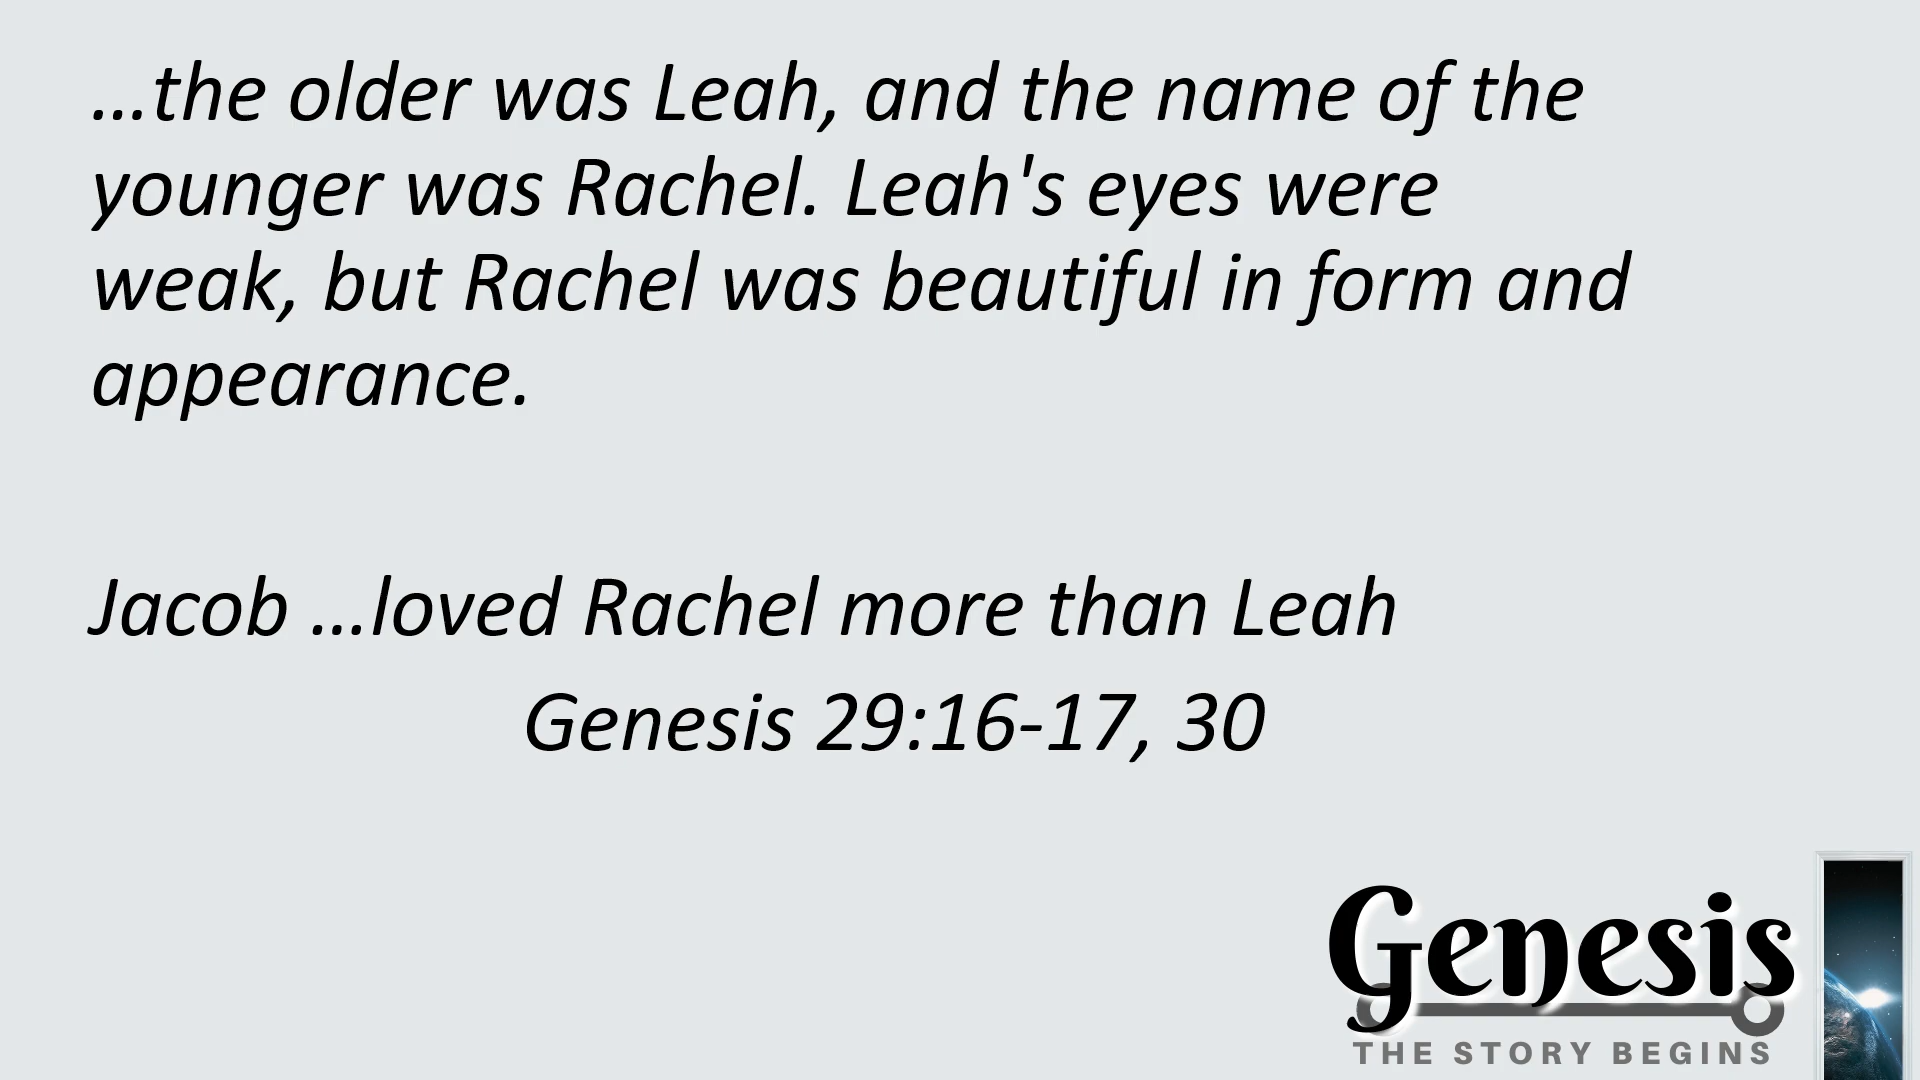 …the older was Leah, and the name of the
younger was Rachel. Leah's eyes were
weak, but Rachel was beautiful in form and
appearance.
Jacob …loved Rachel more than Leah
Genesis 29:16-17, 30
Genesis
THE STORY BEGINS